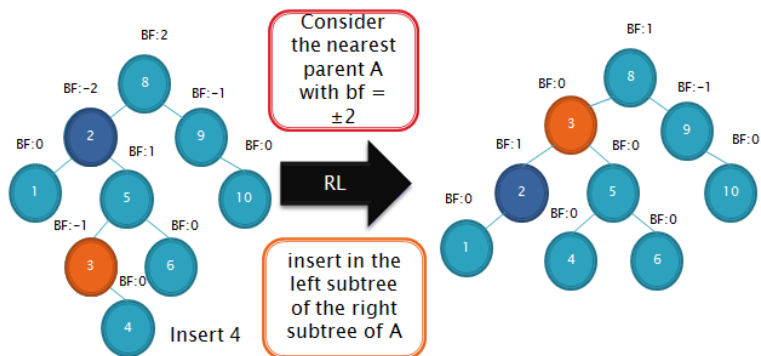 BF:2
8
BF:-2
BF:-1
2
9
BF:0
BF:1
BF:0
1
5
10
BF:-1
BF:0
3
6
BF:0
4
Insert 4
Consider
the nearest
parent A
with bf =
±2
RL
insert in the
left subtree
of the right
subtree of A
BF:1
8
BF:0
BF:-1
3
9
BF:1
BF:0
BF:0
2
5
10
BF:0
BF:0
BF:0
1
4
6